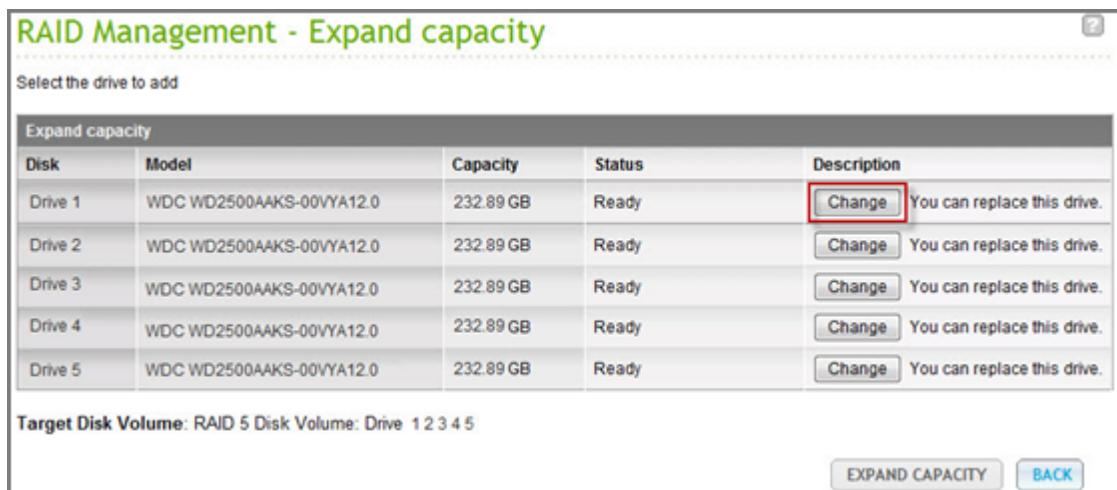 RAID Management - Expand capacity
?
Select the drive to add
Expand capacity
Disk Model Capacity Status Description
Drive 1 WDC WD2500AAKS-00VYA12.0 232.89 GB Ready Change You can replace this drive.
Drive 2 WDC WD2500AAKS-00VYA12.0 232.89 GB Ready Change You can replace this drive.
Drive 3 WDC WD2500AAKS-00VYA12.0 232.89 GB Ready Change You can replace this drive.
Drive 4 WDC WD2500AAKS-00VYA12.0 232.89 GB Ready Change You can replace this drive.
Drive 5 WDC WD2500AAKS-00VYA12.0 232.89 GB Ready Change You can replace this drive.
Target Disk Volume: RAID 5 Disk Volume: Drive 1 2 3 4 5
EXPAND CAPACITY BACK